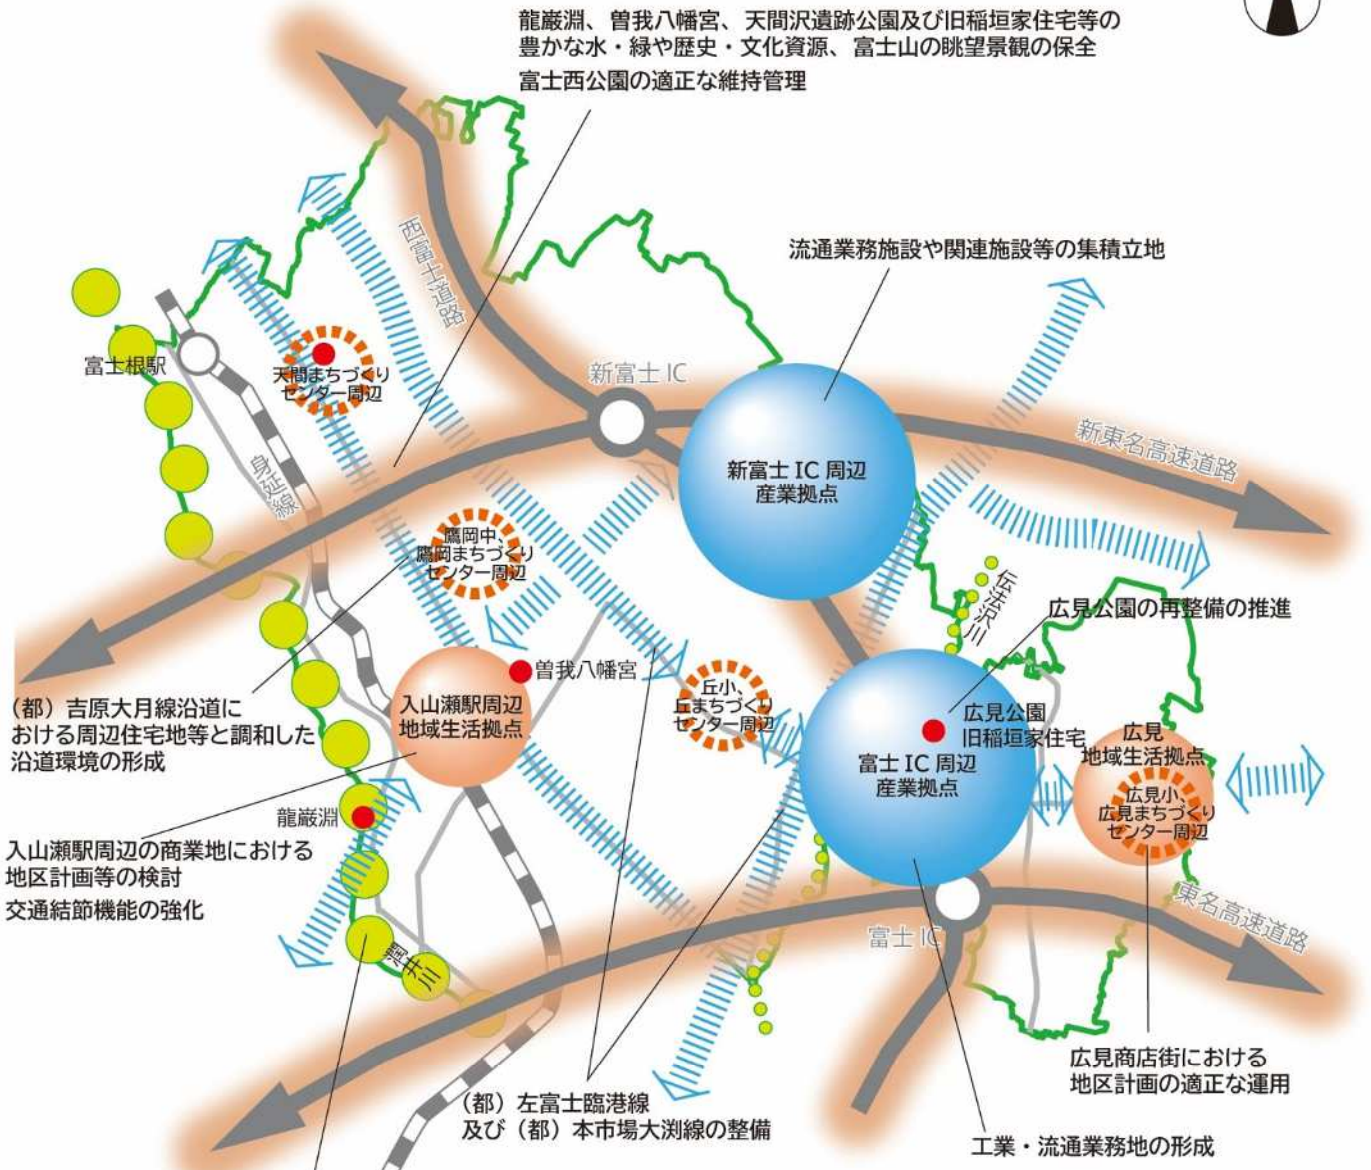 龍巌淵、曽我八幡宮、天間沢遺跡公園及び旧稲垣家住宅等の
豊かな水・緑や歴史・文化資源、富士山の眺望景観の保全
富士西公園の適正な維持管理
西富士道路
流通業務施設や関連施設等の集積立地
富士根駅
天間まちづくり
センター周辺
新富士 IC
新東名高速道路
身延線
新富士 IC 周辺
産業拠点
鷹岡中、
鷹岡まちづくり
センター周辺
伝法沢川
広見公園の再整備の推進
曽我八幡宮
入山瀬駅周辺
地域生活拠点
丘小、
丘まちづくり
センター周辺
(都)吉原大月線沿道に
おける周辺住宅地等と調和した
沿道環境の形成
広見公園
旧稲垣家住宅
富士 IC 周辺
産業拠点
広見
地域生活拠点
広見小、
広見まちづくり
センター周辺
龍巌淵
入山瀬駅周辺の商業地における
地区計画等の検討
交通結節機能の強化
東名高速道路
富士 IC
潤井川
広見商店街における
地区計画の適正な運用
(都)左富士臨港線
及び(都)本市場大渕線の整備
工業・流通業務地の形成